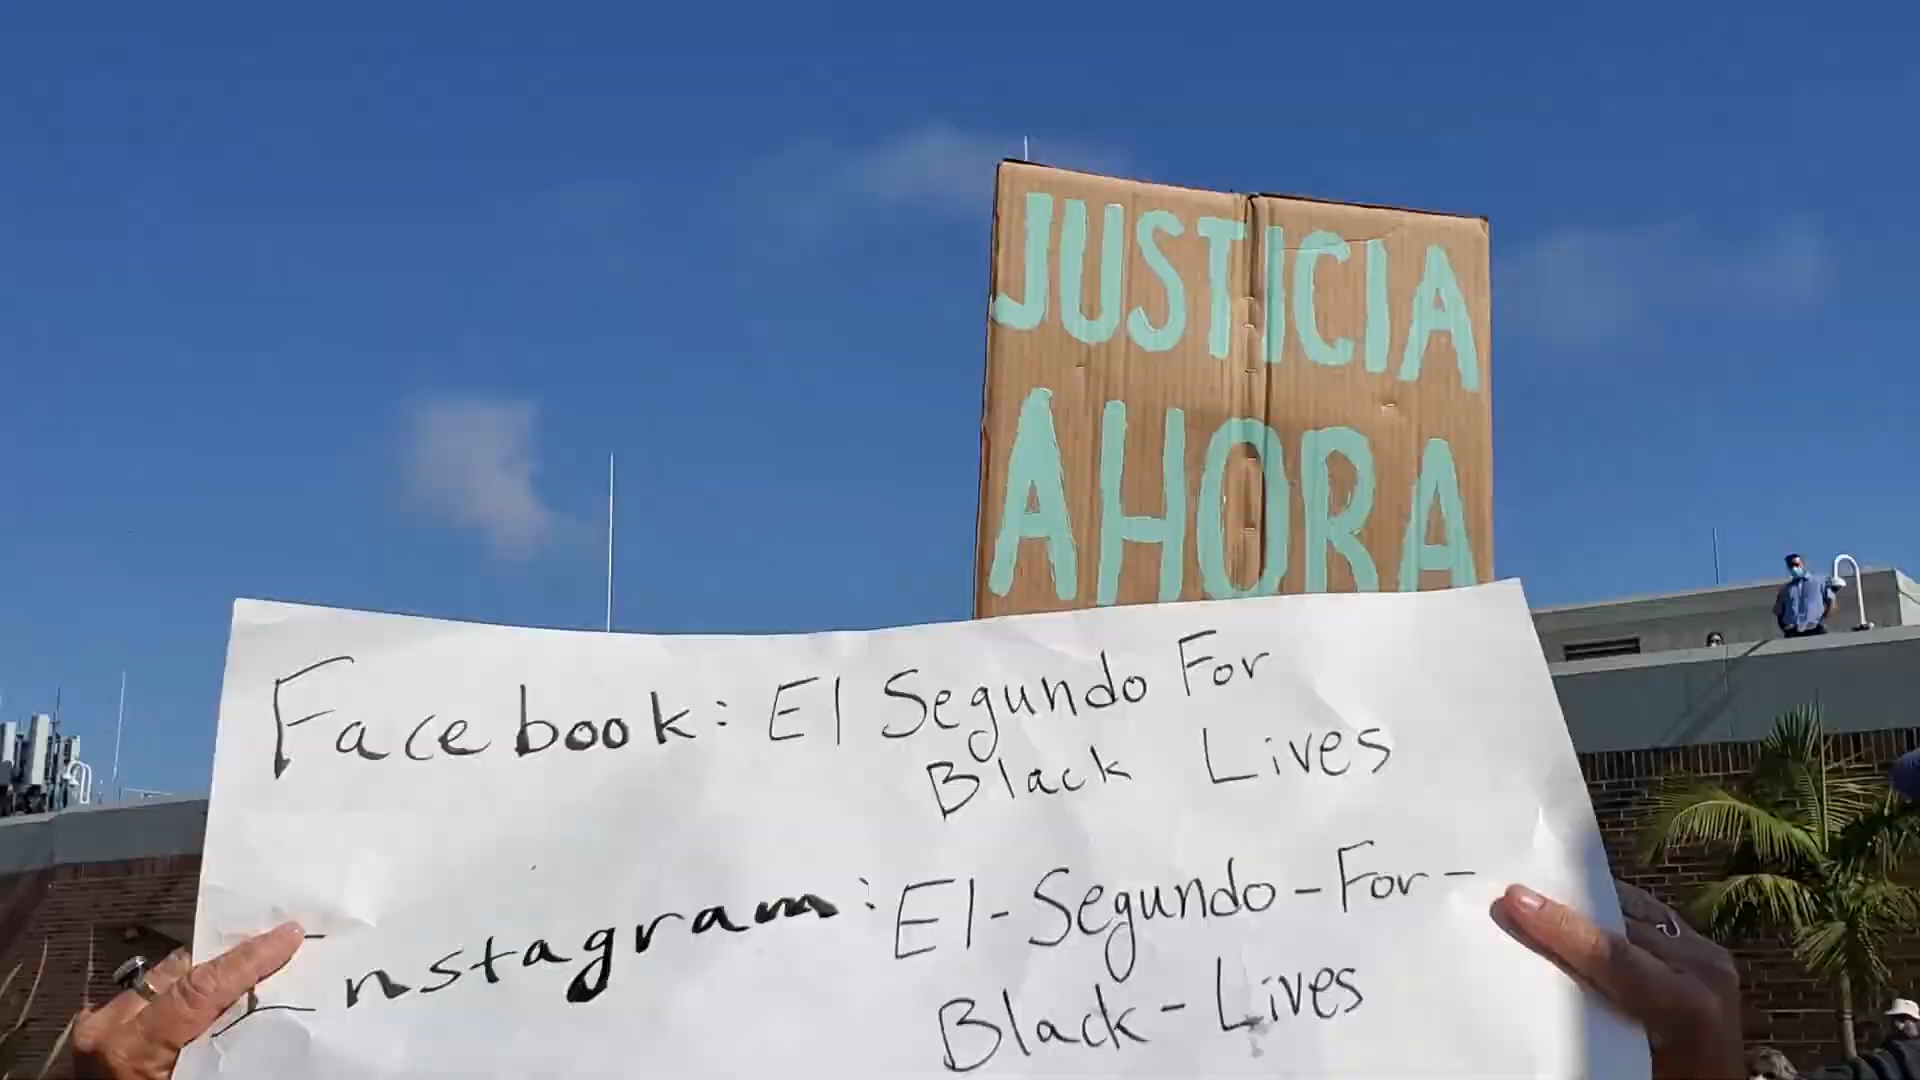 JUSTICIA
AHORA
Facebook: El Segundo For
Black Lives
Instagram: El-Segundo-For-
Black-Lives